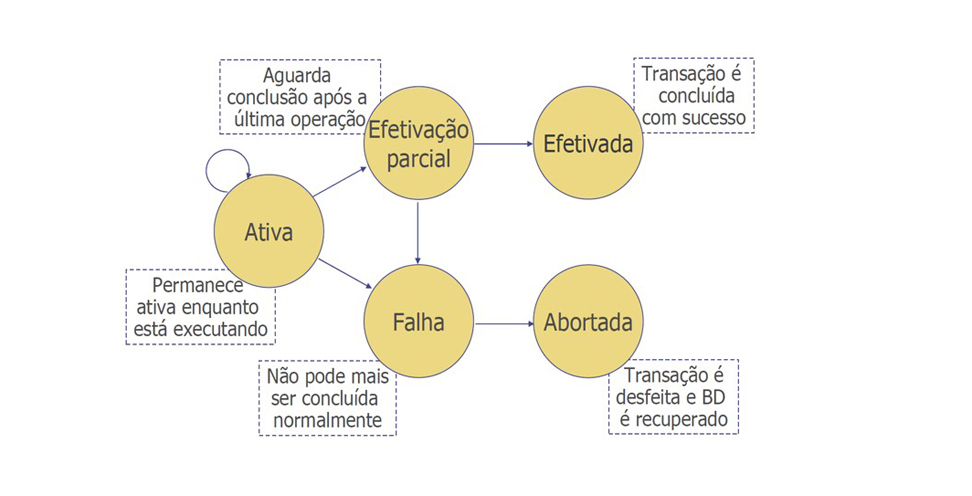 Aguarda
conclusão após a
última operação
Efetivação
parcial
Efetivada
Transação é
concluída
com sucesso
Ativa
Permanece
ativa enquanto
está executando
Falha
Não pode mais
ser concluída
normalmente
Abortada
Transação é
desfeita e BD
é recuperado